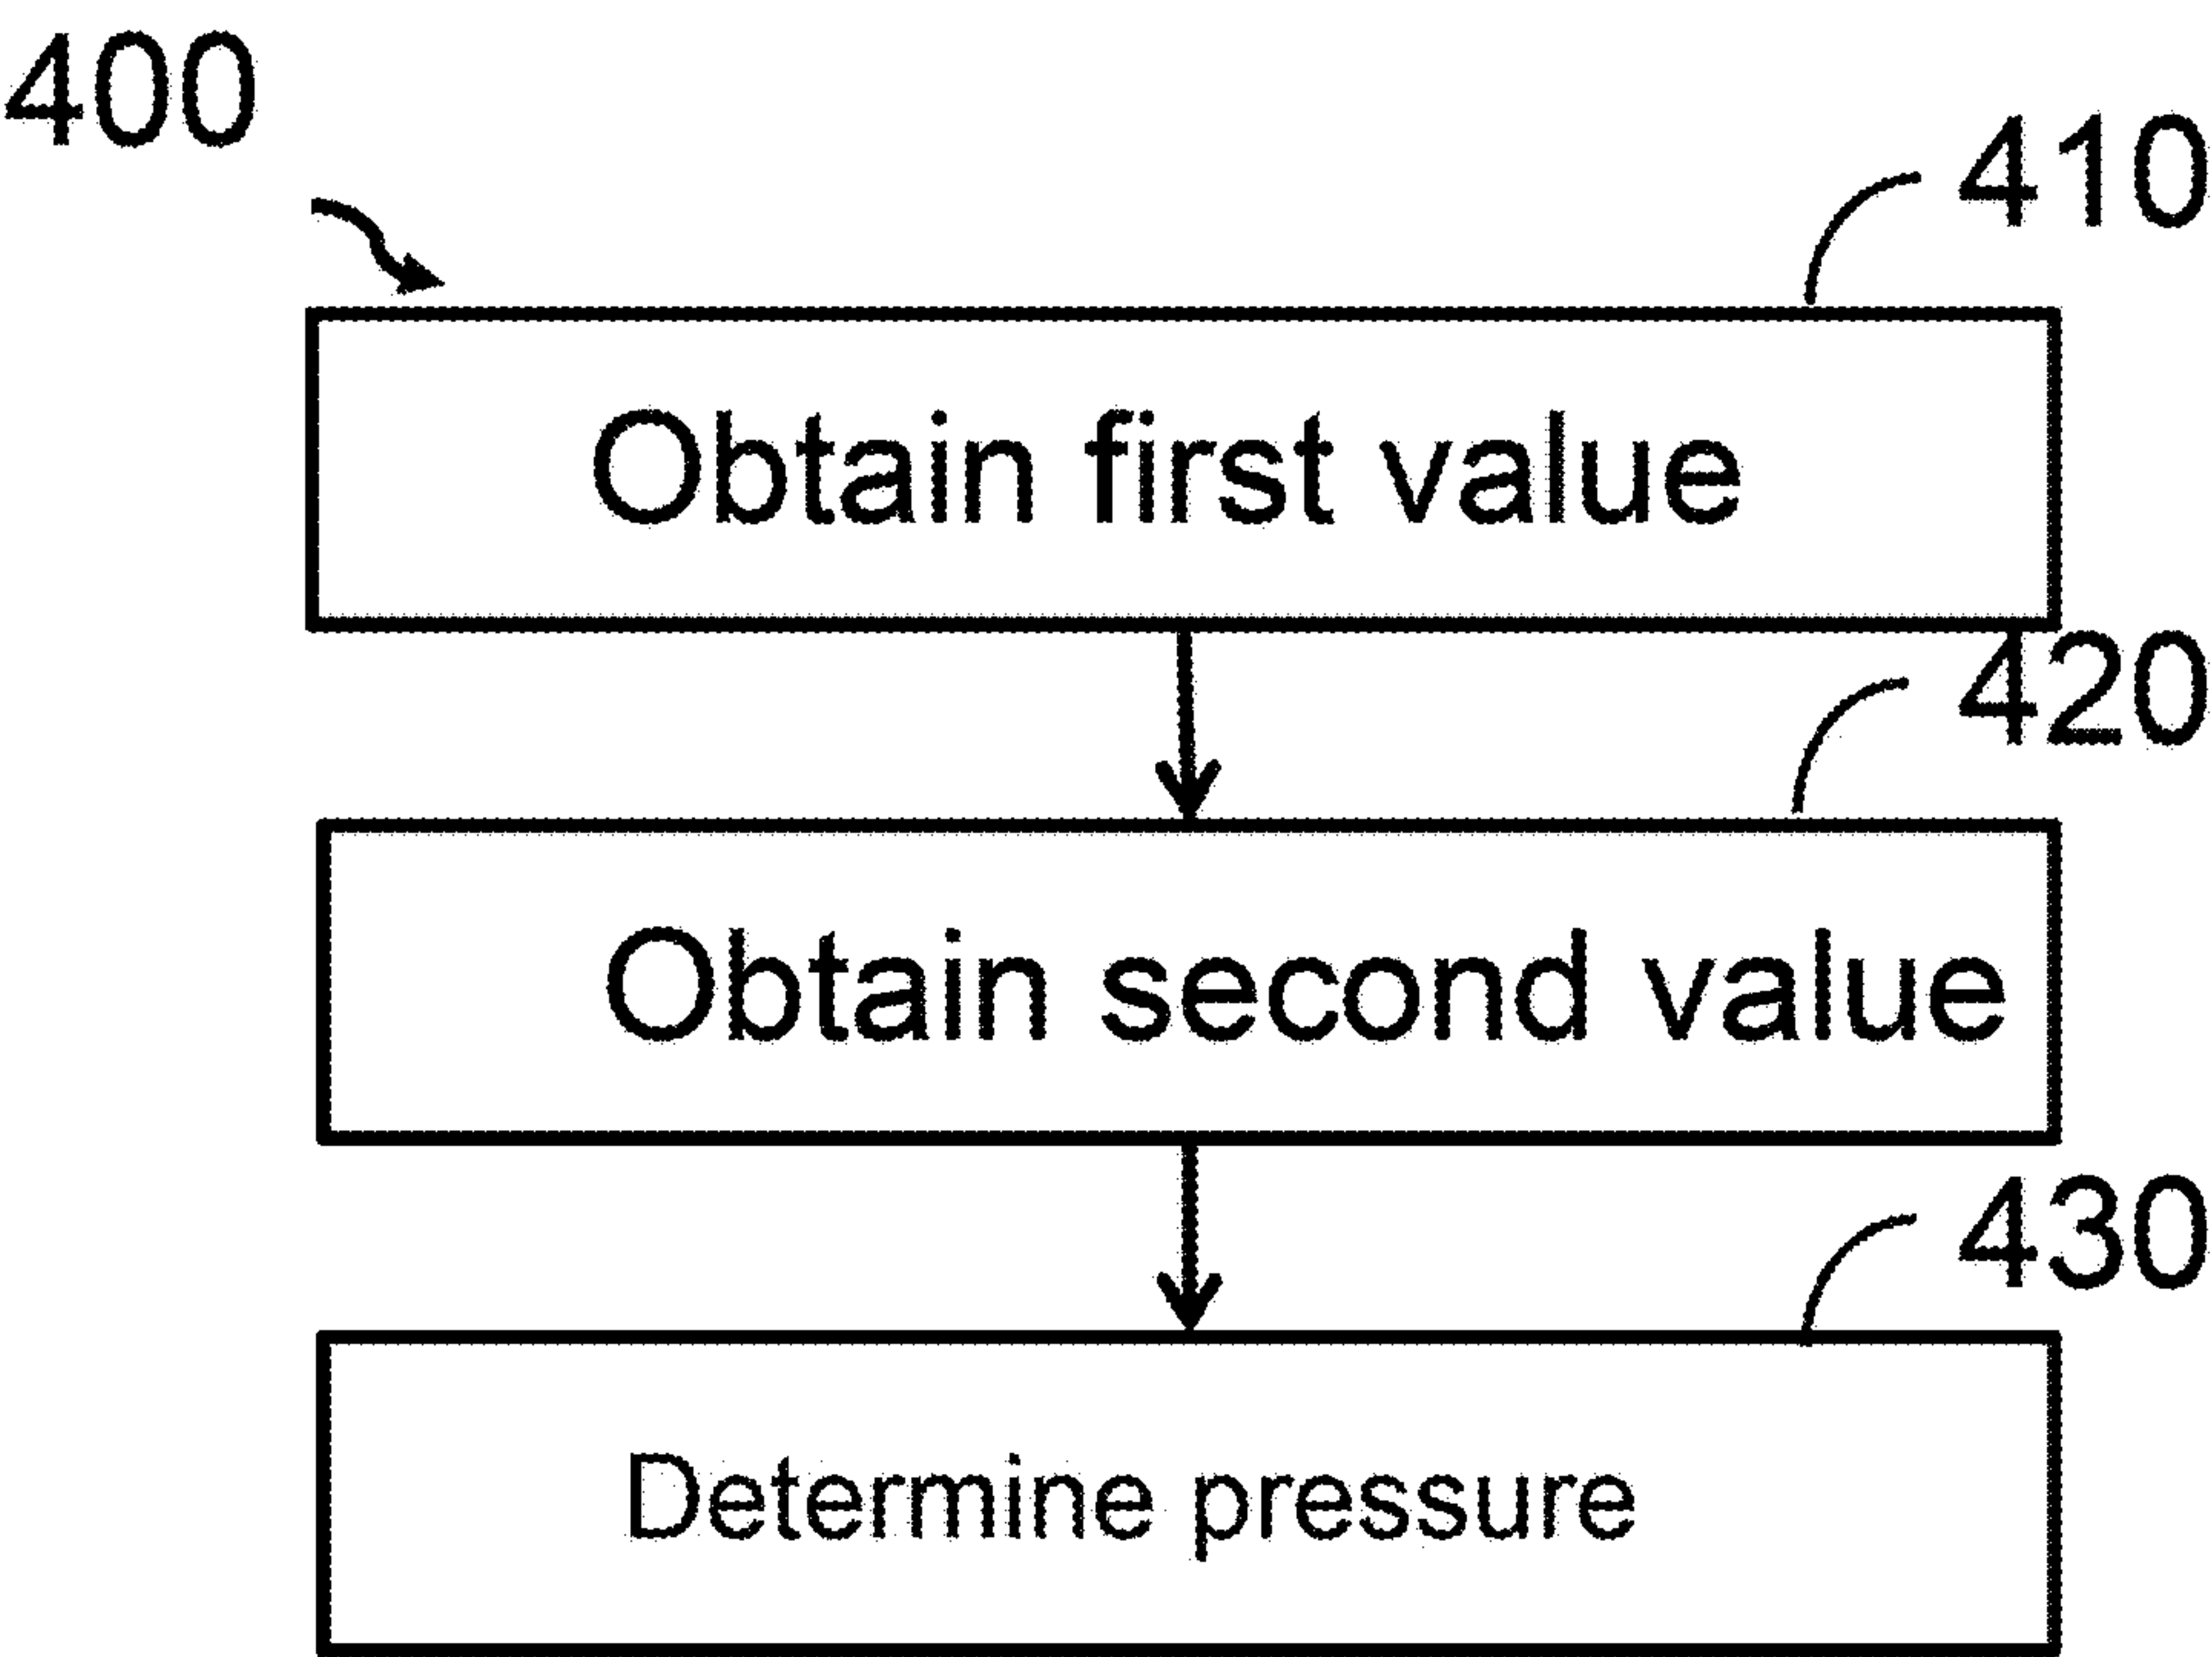 400
410
Obtain first value
420
Obtain second value
430
Determine pressure